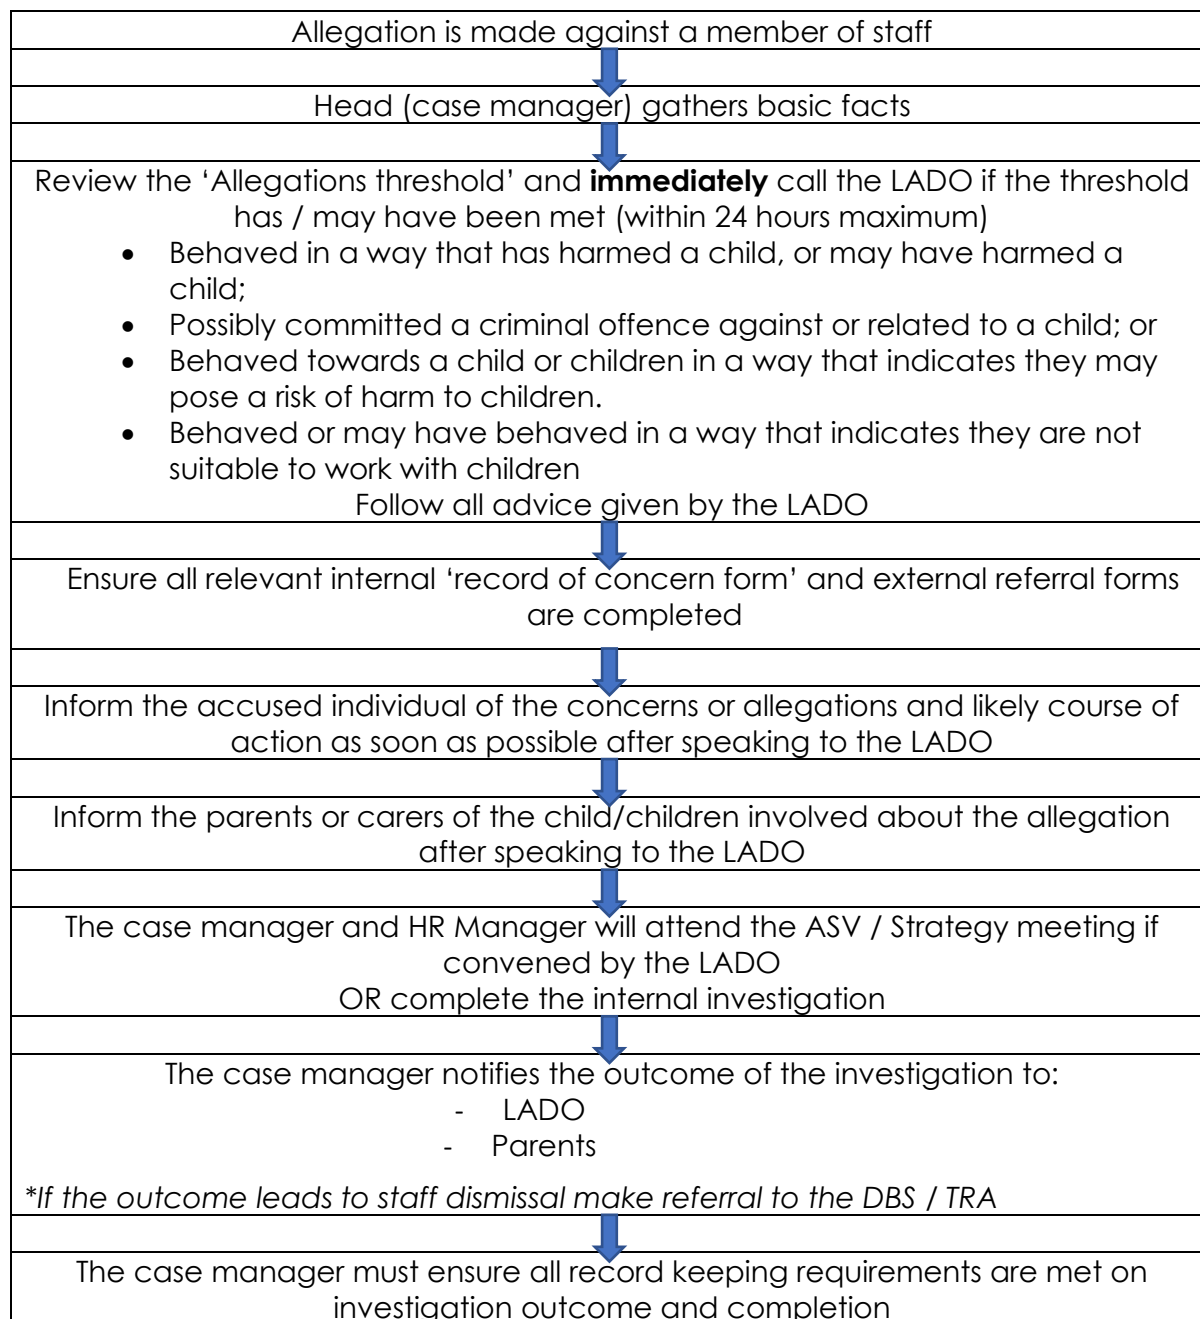 Allegation is made against a member of staff
Head (case manager) gathers basic facts
Review the ‘Allegations threshold’ and immediately call the LADO if the threshold
has / may have been met (within 24 hours maximum)
• Behaved in a way that has harmed a child, or may have harmed a
child;
• Possibly committed a criminal offence against or related to a child; or
• Behaved towards a child or children in a way that indicates they may
pose a risk of harm to children.
• Behaved or may have behaved in a way that indicates they are not
suitable to work with children
Follow all advice given by the LADO
Ensure all relevant internal ‘record of concern form’ and external referral forms
are completed
Inform the accused individual of the concerns or allegations and likely course of
action as soon as possible after speaking to the LADO
Inform the parents or carers of the child/children involved about the allegation
after speaking to the LADO
The case manager and HR Manager will attend the ASV / Strategy meeting if
convened by the LADO
OR complete the internal investigation
The case manager notifies the outcome of the investigation to:
- LADO
- Parents
*If the outcome leads to staff dismissal make referral to the DBS / TRA
The case manager must ensure all record keeping requirements are met on
investigation outcome and completion